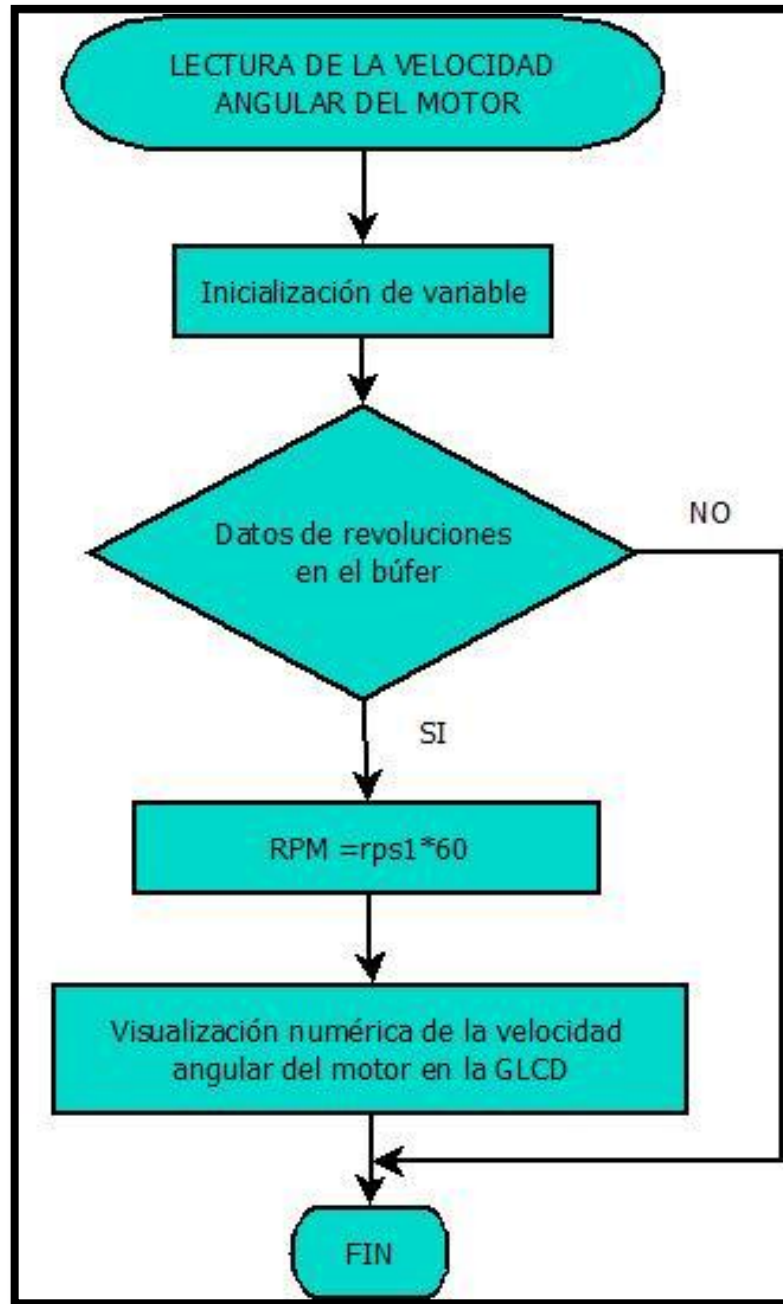 LECTURA DE LA VELOCIDAD
ANGULAR DEL MOTOR
Inicialización de variable
Datos de revoluciones
en el búfer
NO
SI
RPM =rps1*60
Visualización numérica de la velocidad
angular del motor en la GLCD
FIN